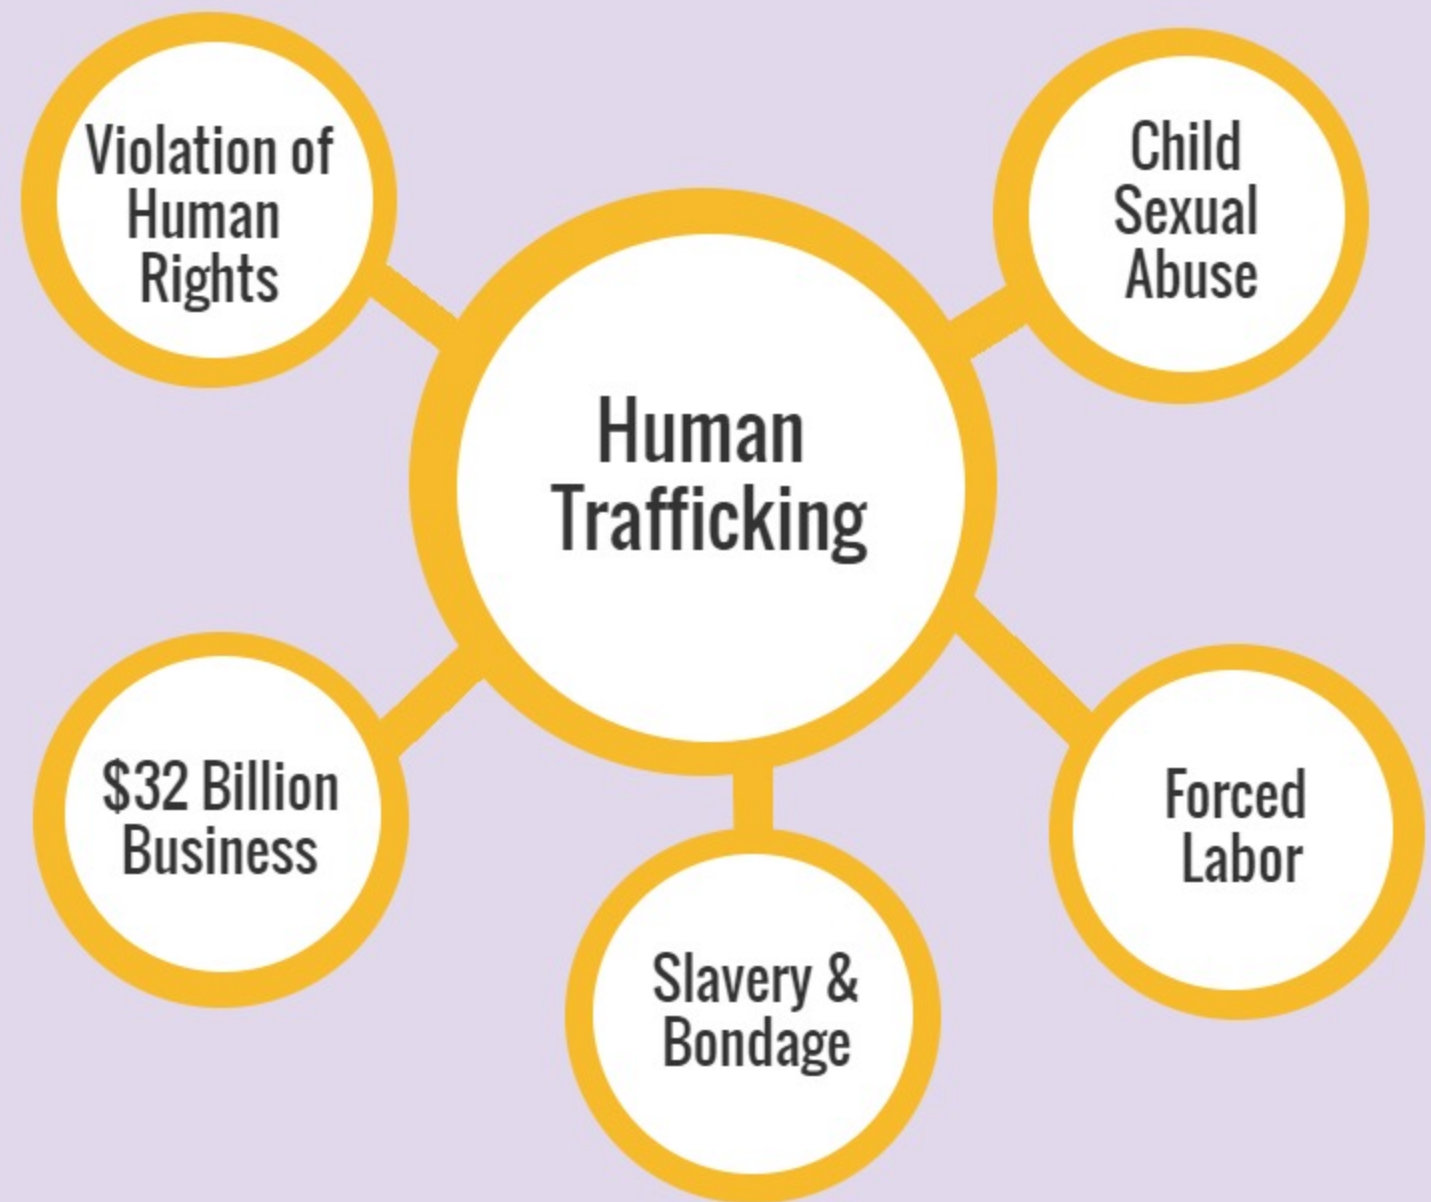 Violation of
Human
Rights
Child
Sexual
Abuse
Human
Trafficking
$32 Billion
Business
Forced
Labor
Slavery &
Bondage